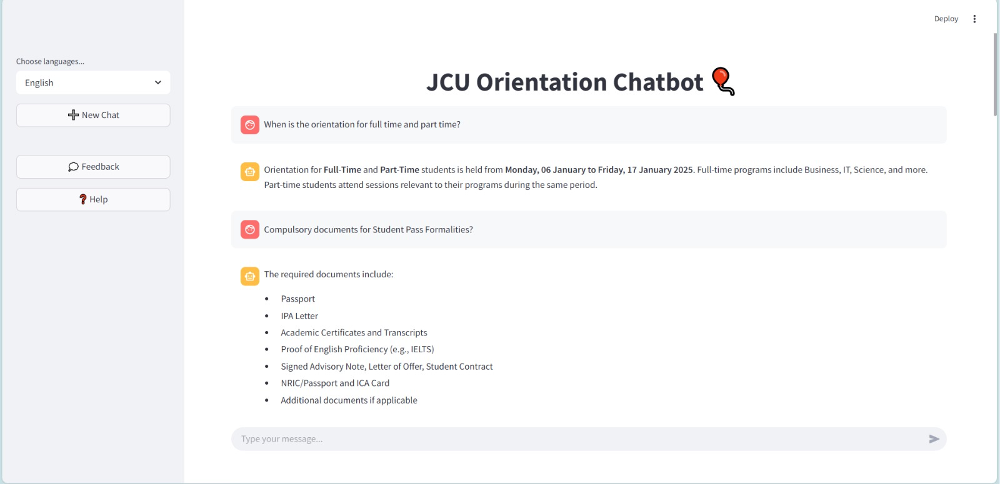 Deploy
Choose languages...
English
New Chat
Feedback
Help
JCU Orientation Chatbot
When is the orientation for full time and part time?
Orientation for Full-Time and Part-Time students is held from Monday, 06 January to Friday, 17 January 2025. Full-time programs include Business, IT, Science, and more.
Part-time students attend sessions relevant to their programs during the same period.
Compulsory documents for Student Pass Formalities?
The required documents include:
• Passport
• IPA Letter
• Academic Certificates and Transcripts
• Proof of English Proficiency (e.g., IELTS)
• Signed Advisory Note, Letter of Offer, Student Contract
• NRIC/Passport and ICA Card
• Additional documents if applicable
Type your message...